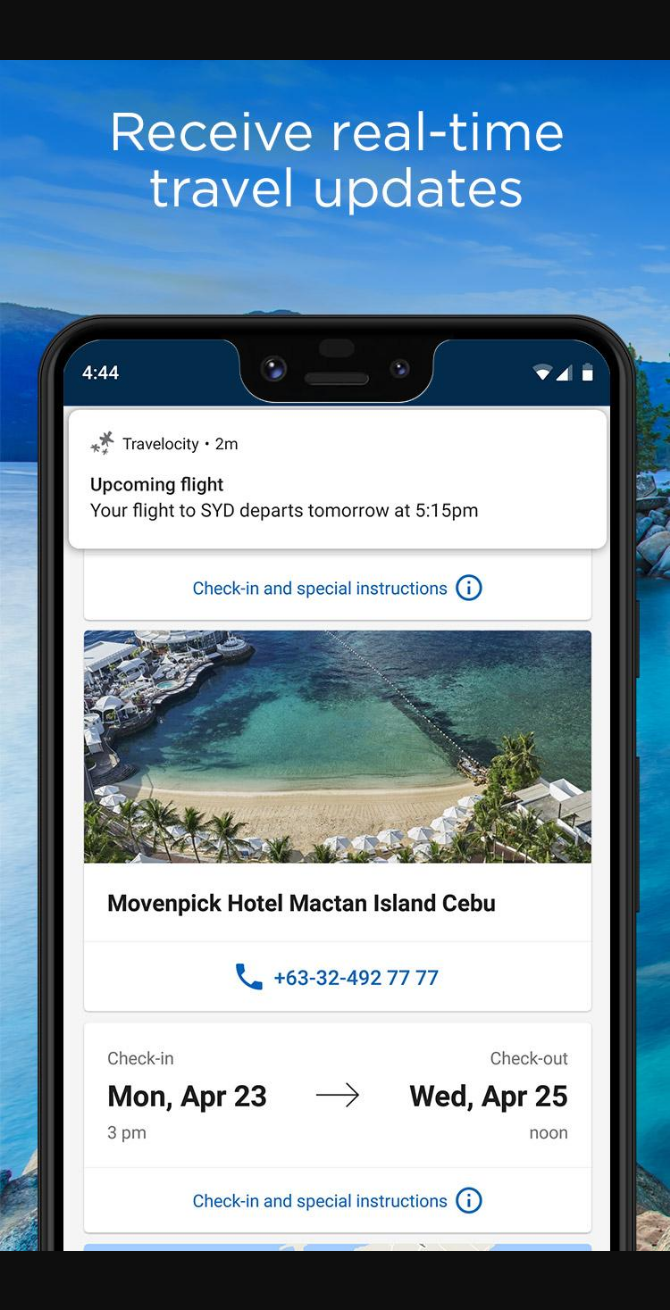 Receive real-time
travel updates
4:44
Travelocity • 2m
Upcoming flight
Your flight to SYD departs tomorrow at 5:15pm
Check-in and special instructions
Movenpick Hotel Mactan Island Cebu
+63-32-492 77 77
Check-in Check-out
Mon, Apr 23 Wed, Apr 25
3 pm noon
Check-in and special instructions